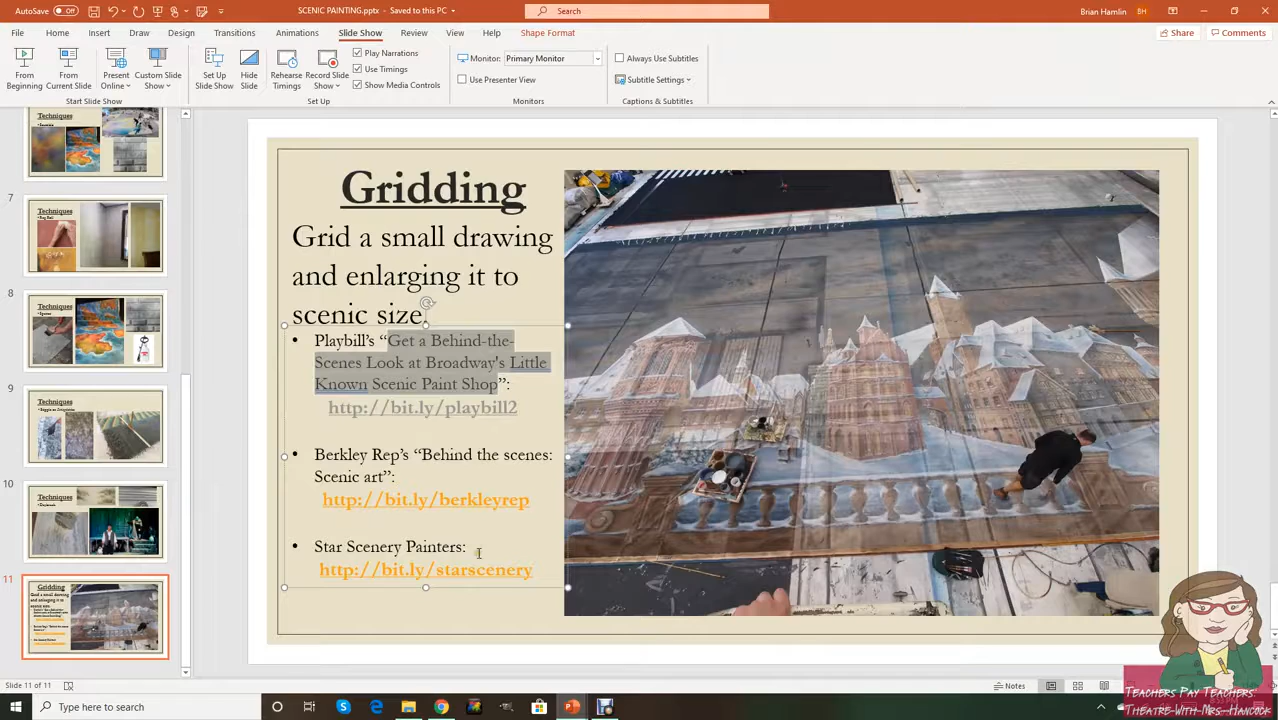 AutoSave Off
SCENIC PAINTING.pptx - Saved to this PC
Search
Brian Hamlin BH
File Home Insert Draw Design Transitions Animations Slide Show Review View Help Shape Format
Share Comments
From Beginning
From Current Slide
Present Online
Custom Slide Show
Start Slide Show
Set Up Slide Show
Hide Slide
Rehearse Timings
Record Slide Show
Play Narrations
Use Timings
Show Media Controls
Set Up
Monitor: Primary Monitor
Use Presenter View
Monitors
Always Use Subtitles
Subtitle Settings
Captions & Subtitles
Techniques
7
Techniques
8
Techniques
9
10
11
Gridding
Gridding
Grid a small drawing
and enlarging it to
scenic size.
• Playbill’s “Get a Behind-the-
Scenes Look at Broadway's Little
Known Scenic Paint Shop”:
http://bit.ly/playbill2
• Berkley Rep’s “Behind the scenes:
Scenic art”:
http://bit.ly/berkleyrep
• Star Scenery Painters:
http://bit.ly/starscenery
Slide 11 of 11
Notes
Type here to search
Teachers Pay Teachers:
Theatre-With-Mrs-Hancock